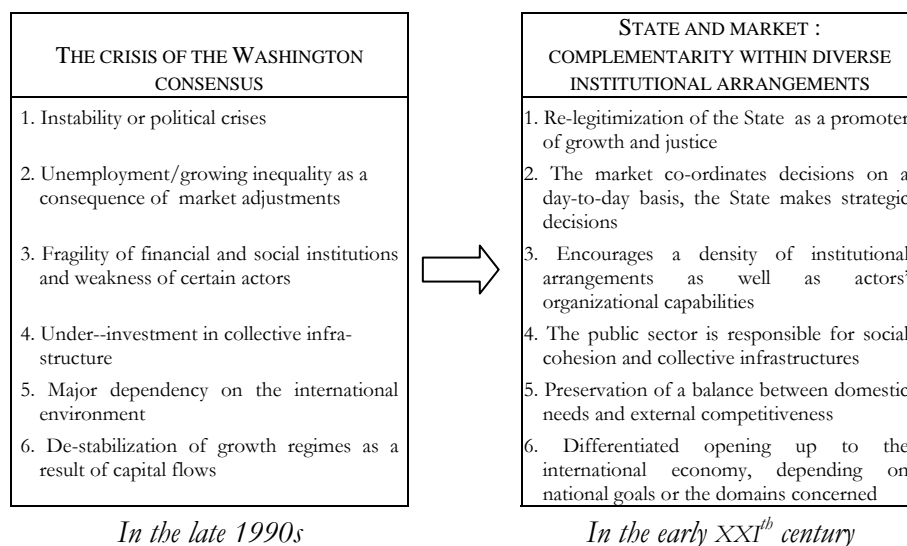 THE CRISIS OF THE WASHINGTON
CONSENSUS
1. Instability or political crises
2. Unemployment/growing inequality as a
consequence of market adjustments
3. Fragility of financial and social institutions
and weakness of certain actors
4. Under--investment in collective infra-
structure
5. Major dependency on the international
environment
6. De-stabilization of growth regimes as a
result of capital flows
In the late 1990s
STATE AND MARKET :
COMPLEMENTARITY WITHIN DIVERSE
INSTITUTIONAL ARRANGEMENTS
1. Re-legitimization of the State as a promoter
of growth and justice
2. The market co-ordinates decisions on a
day-to-day basis, the State makes strategic
decisions
3. Encourages a density of institutional
arrangements as well as actors'
organizational capabilities
4. The public sector is responsible for social
cohesion and collective infrastructures
5. Preservation of a balance between domestic
needs and external competitiveness
6. Differentiated opening up to the
international economy, depending on
national goals or the domains concerned
In the early XXIth century